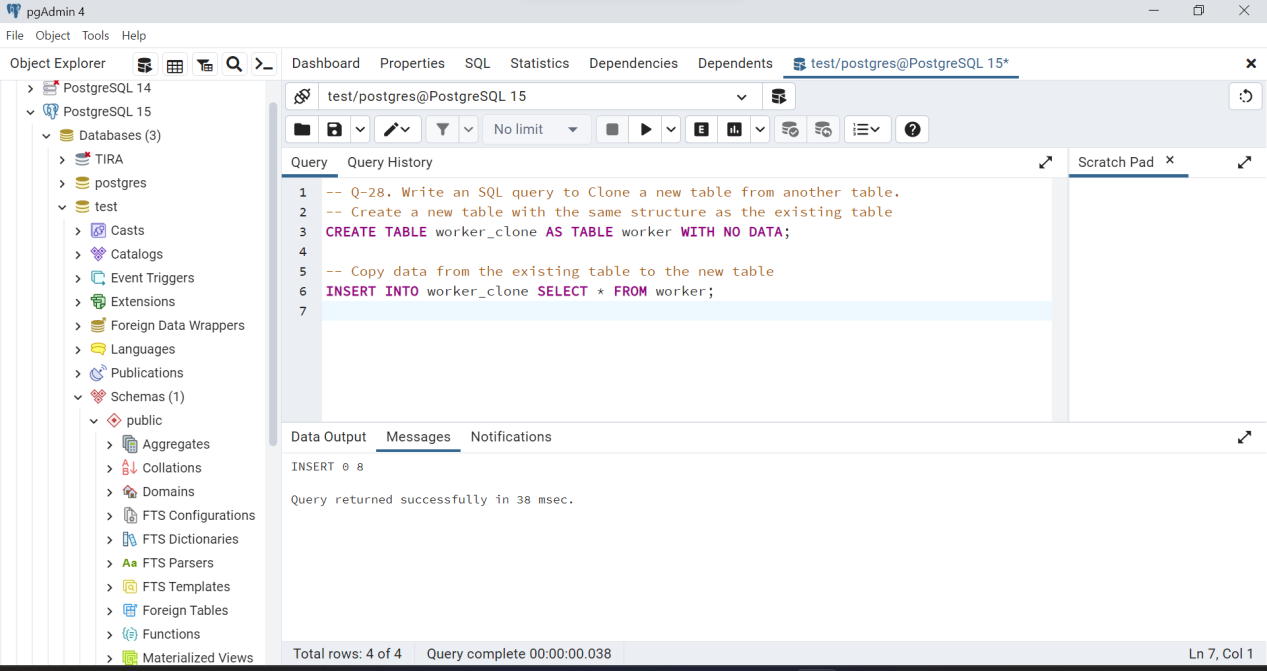 pgAdmin 4
File Object Tools Help
Object Explorer
Dashboard Properties SQL Statistics Dependencies Dependents test/postgres@PostgreSQL 15*
PostgreSQL 14
PostgreSQL 15
Databases (3)
TIRA
postgres
test
Casts
Catalogs
Event Triggers
Extensions
Foreign Data Wrappers
Languages
Publications
Schemas (1)
public
Aggregates
Collations
Domains
FTS Configurations
FTS Dictionaries
Aa FTS Parsers
FTS Templates
Foreign Tables
Functions
Materialized Views
test/postgres@PostgreSQL 15
No limit
E
Query Query History
Scratch Pad
1 -- Q-28. Write an SQL query to Clone a new table from another table.
2 -- Create a new table with the same structure as the existing table
3 CREATE TABLE worker_clone AS TABLE worker WITH NO DATA;
4
5 -- Copy data from the existing table to the new table
6 INSERT INTO worker_clone SELECT * FROM worker;
7
Data Output Messages Notifications
INSERT 0 8
Query returned successfully in 38 msec.
Total rows: 4 of 4 Query complete 00:00:00.038 Ln 7, Col 1